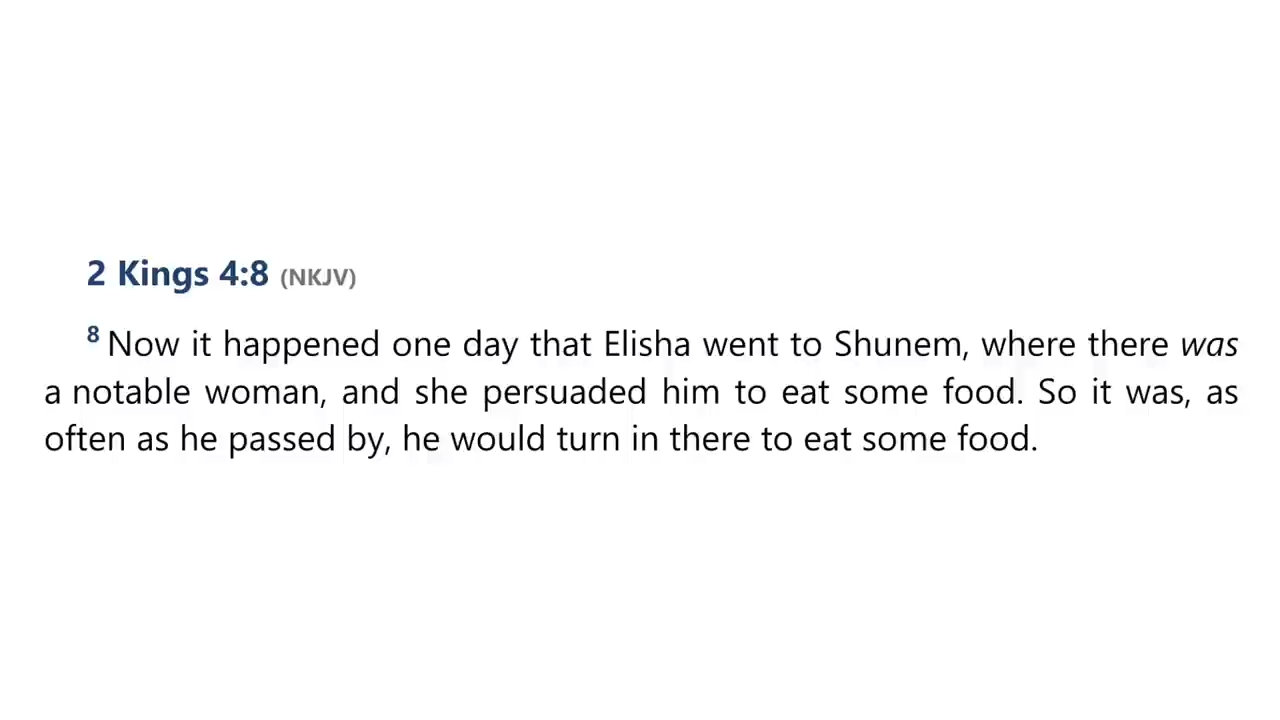 2 Kings 4:8 (NKJV)
8 Now it happened one day that Elisha went to Shunem, where there was
a notable woman, and she persuaded him to eat some food. So it was, as
often as he passed by, he would turn in there to eat some food.